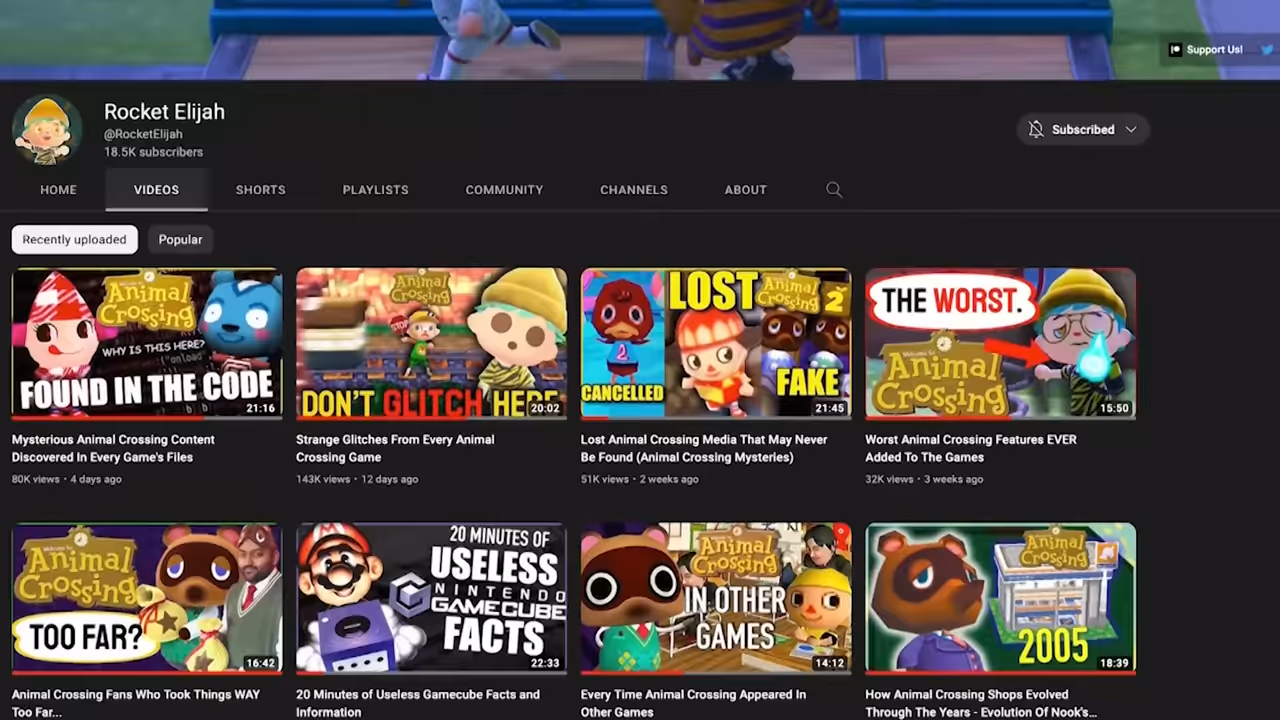 Support Us!
Rocket Elijah
@RocketElijah
18.5K subscribers
Subscribed
HOME VIDEOS SHORTS PLAYLISTS COMMUNITY CHANNELS ABOUT
Recently uploaded Popular
Animal
Crossing
WHY IS THIS HERE?
("onload"
FOUND IN THE CODE
21:16
Animal
Crossing
STOP
DON'T GLITCH HERE
20:02
LOST
Animal
Crossing 2
2
CANCELLED
FAKE
21:45
THE WORST.
Welcome to
Animal
Crossing
15:50
Mysterious Animal Crossing Content
Discovered In Every Game's Files
80K views • 4 days ago
Strange Glitches From Every Animal
Crossing Game
143K views • 12 days ago
Lost Animal Crossing Media That May Never
Be Found (Animal Crossing Mysteries)
51K views • 2 weeks ago
Worst Animal Crossing Features EVER
Added To The Games
32K views • 3 weeks ago
Welcome to
Animal
Crossing
TOO FAR?
16:42
20 MINUTES OF
USELESS
NINTENDO
GAMECUBE
FACTS
22:33
Animal
Crossing
IN OTHER
GAMES
14:12
Animal
Crossing
2005
18:39
Animal Crossing Fans Who Took Things WAY
Too Far...
20 Minutes of Useless Gamecube Facts and
Information
Every Time Animal Crossing Appeared In
Other Games
How Animal Crossing Shops Evolved
Through The Years - Evolution Of Nook's...